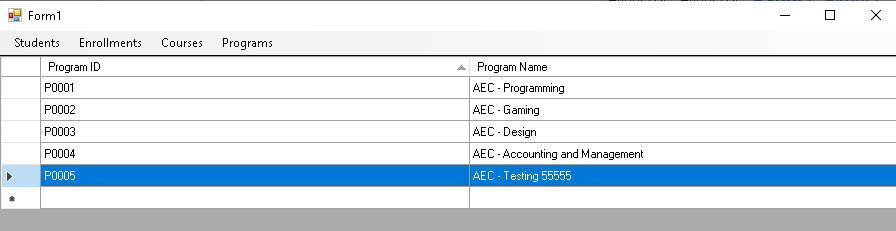 Form1
Students Enrollments Courses Programs
Program ID Program Name
P0001 AEC - Programming
P0002 AEC - Gaming
P0003 AEC - Design
P0004 AEC - Accounting and Management
P0005 AEC - Testing 55555